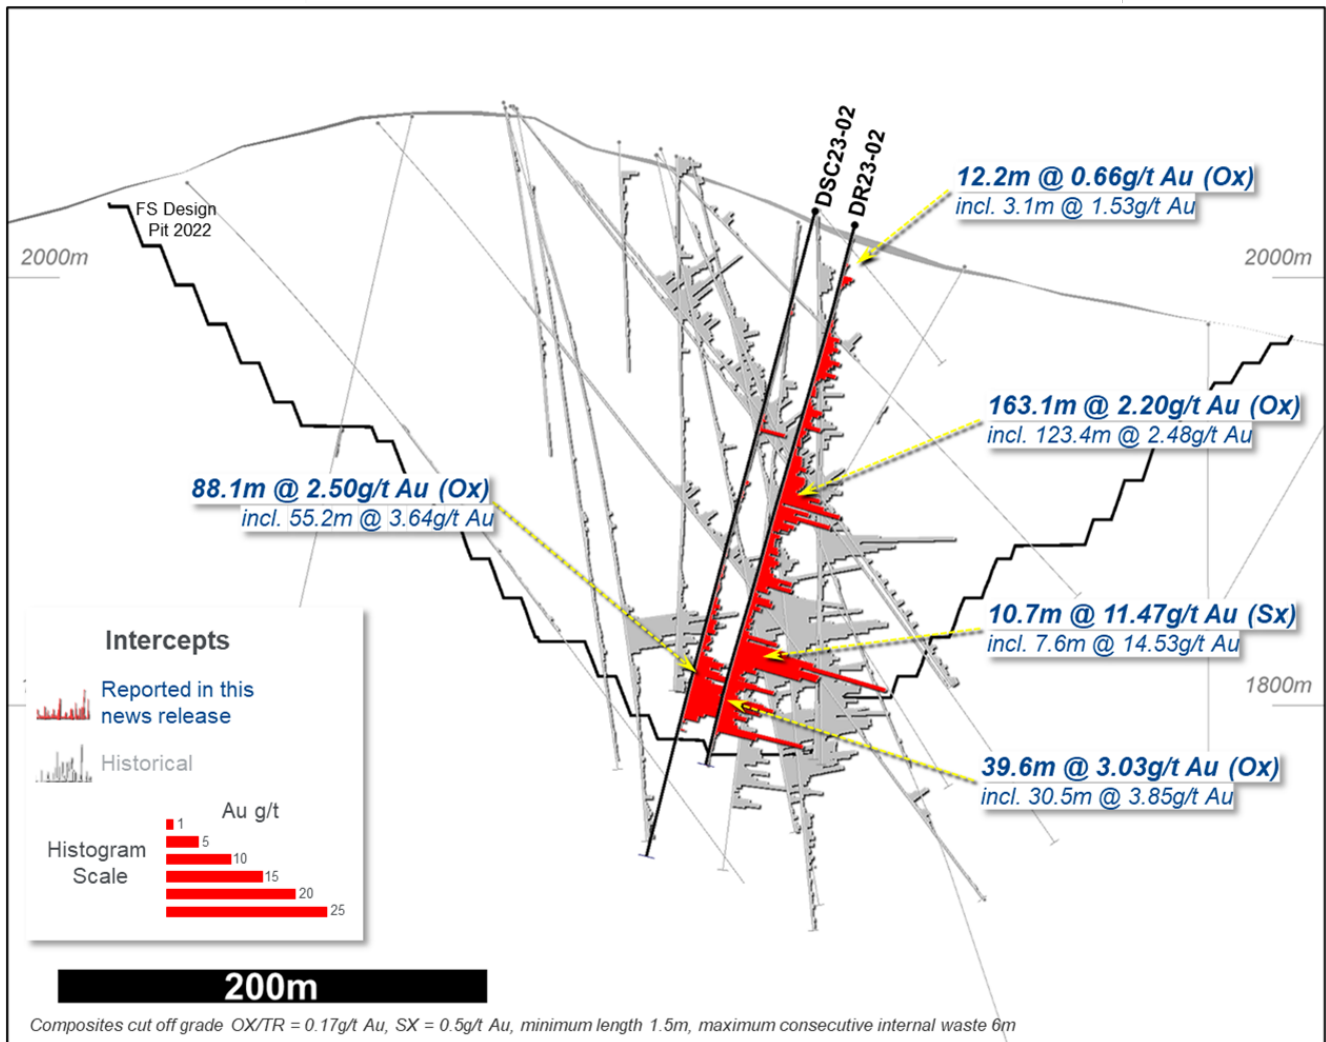 DSC23-02
DR23-02
12.2m @ 0.66g/t Au (Ox)
incl. 3.1m @ 1.53g/t Au
FS Design
Pit 2022
2000m
2000m
163.1m @ 2.20g/t Au (Ox)
incl. 123.4m @ 2.48g/t Au
88.1m @ 2.50g/t Au (Ox)
incl. 55.2m @ 3.64g/t Au
10.7m @ 11.47g/t Au (Sx)
incl. 7.6m @ 14.53g/t Au
1800m
39.6m @ 3.03g/t Au (Ox)
incl. 30.5m @ 3.85g/t Au
Intercepts
Reported in this
news release
Historical
Au g/t
Histogram
Scale
1
5
10
15
20
25
200m
Composites cut off grade OX/TR = 0.17g/t Au, SX = 0.5g/t Au, minimum length 1.5m, maximum consecutive internal waste 6m